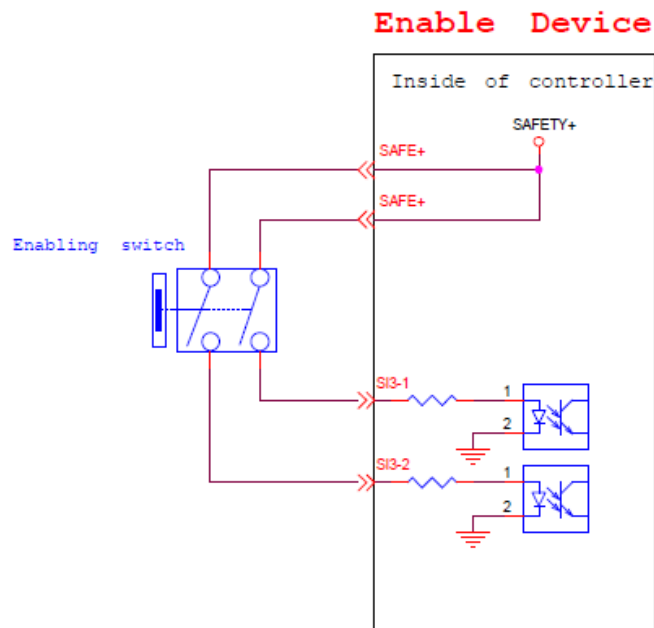 Enable Device
Inside of controller
SAFETY+
SAFE+
SAFE+
Enabling switch
SI3-1
1
2
SI3-2
1
2